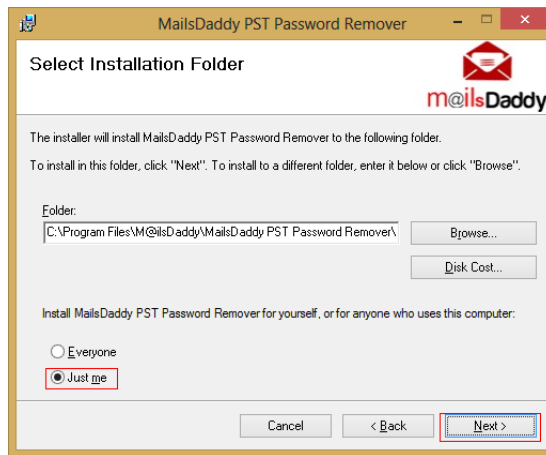 MailsDaddy PST Password Remover
Select Installation Folder
m@ilsDaddy
The installer will install MailsDaddy PST Password Remover to the following folder.
To install in this folder, click "Next". To install to a different folder, enter it below or click "Browse".
Folder:
C:\Program Files\M@ilsDaddy\MailsDaddy PST Password Remover\
Browse...
Disk Cost...
Install MailsDaddy PST Password Remover for yourself, or for anyone who uses this computer:
Everyone
Just me
Cancel
< Back
Next >